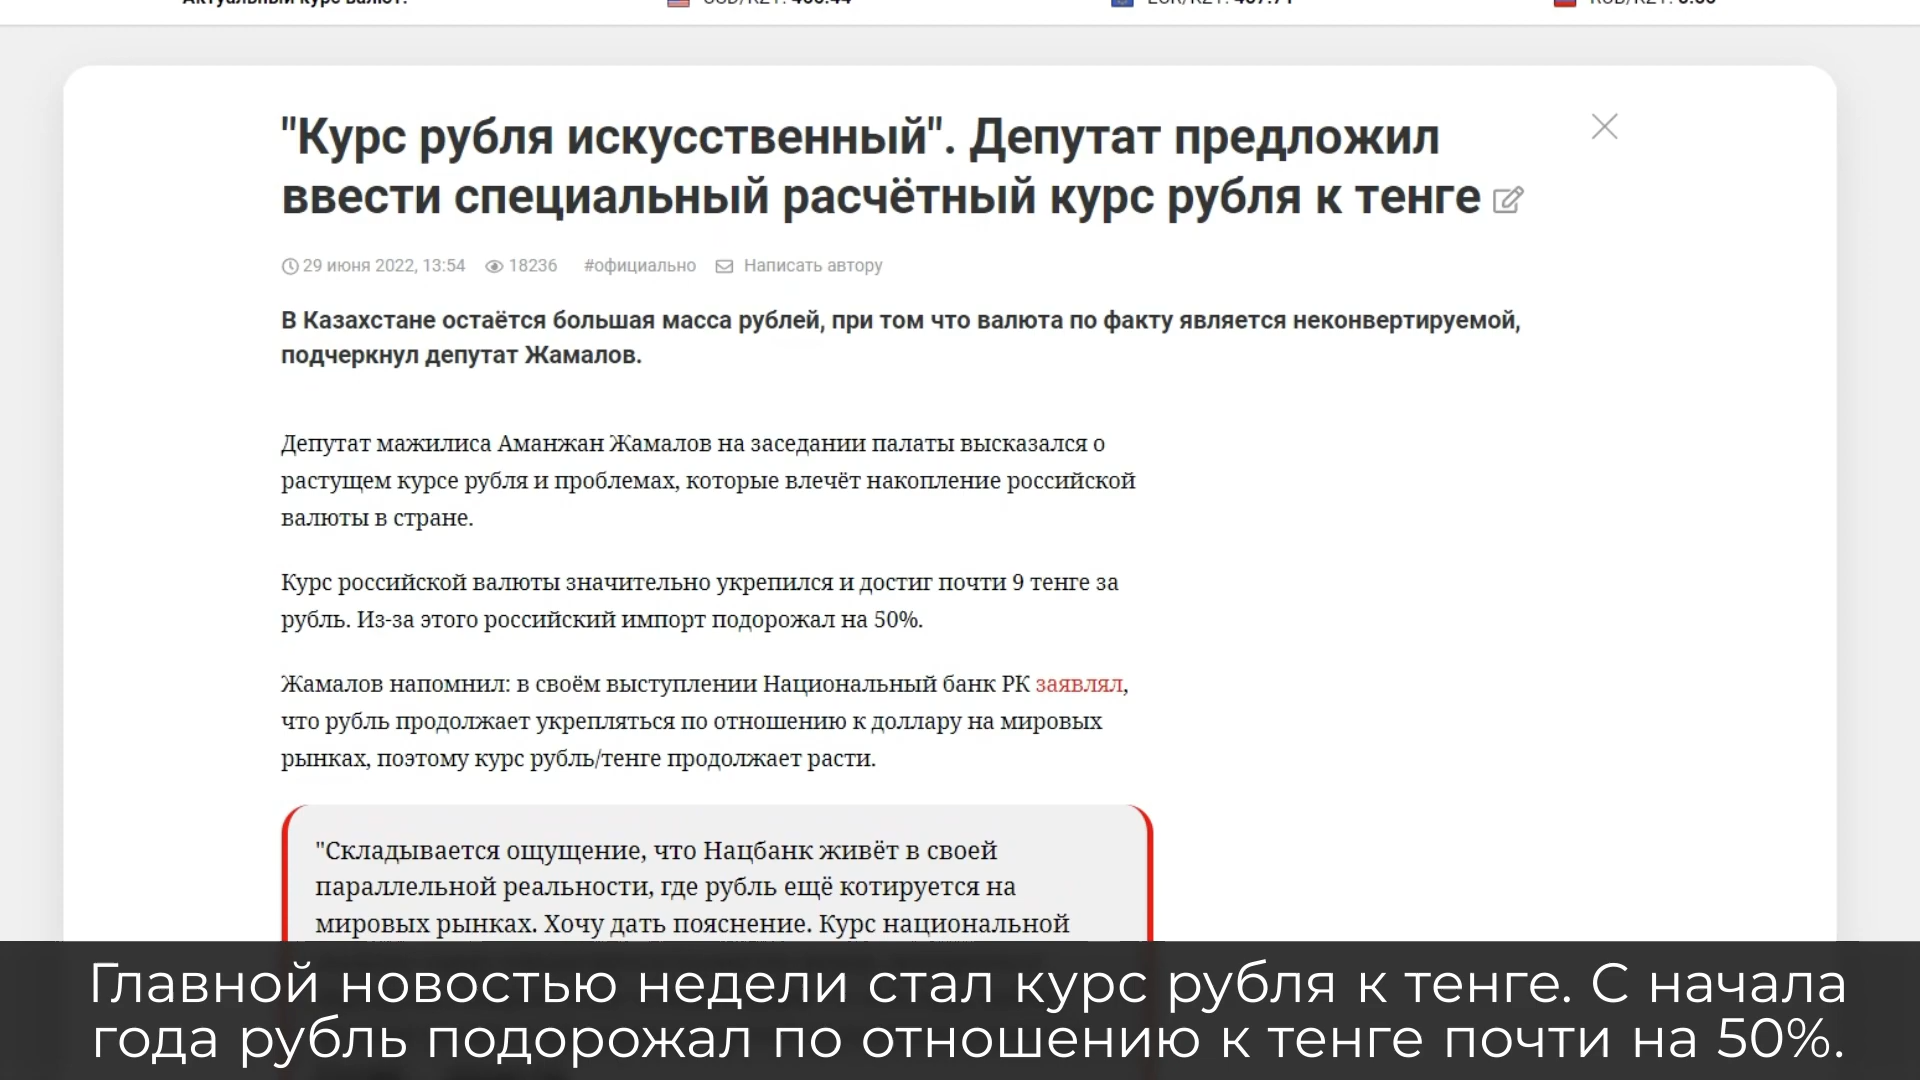 Актуальный курс валют:
"Курс рубля искусственный". Депутат предложил
ввести специальный расчётный курс рубля к тенге
29 июня 2022, 13:54 18236 #официально Написать автору
В Казахстане остаётся большая масса рублей, при том что валюта по факту является неконвертируемой,
подчеркнул депутат Жамалов.
Депутат мажилиса Аманжан Жамалов на заседании палаты высказался о
растущем курсе рубля и проблемах, которые влечёт накопление российской
валюты в стране.
Курс российской валюты значительно укрепился и достиг почти 9 тенге за
рубль. Из-за этого российский импорт подорожал на 50%.
Жамалов напомнил: в своём выступлении Национальный банк РК заявлял,
что рубль продолжает укрепляться по отношению к доллару на мировых
рынках, поэтому курс рубль/тенге продолжает расти.
"Складывается ощущение, что Нацбанк живёт в своей
параллельной реальности, где рубль ещё котируется на
мировых рынках. Хочу дать пояснение. Курс национальной
Главной новостью недели стал курс рубля к тенге. С начала
года рубль подорожал по отношению к тенге почти на 50%.